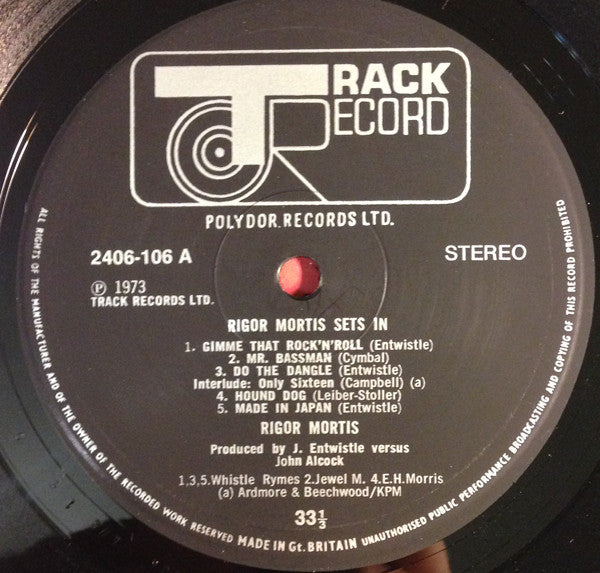 TRACK
RECORD
POLYDOR RECORDS LTD.
2406-106 A
STEREO
℗ 1973
TRACK RECORDS LTD.
RIGOR MORTIS SETS IN
1. GIMME THAT ROCK'N'ROLL (Entwistle)
2. MR. BASSMAN (Cymbal)
3. DO THE DANGLE (Entwistle)
Interlude: Only Sixteen (Campbell) (a)
4. HOUND DOG (Leiber-Stoller)
5. MADE IN JAPAN (Entwistle)
RIGOR MORTIS
Produced by J. Entwistle versus
John Alcock
1,3,5.Whistle Rymes 2.Jewel M. 4.E.H.Morris
(a) Ardmore & Beechwood/KPM
33⅓
ALL RIGHTS OF THE MANUFACTURER AND OF THE OWNER OF THE RECORDED WORK RESERVED MADE IN Gt. BRITAIN UNAUTHORISED PUBLIC PERFORMANCE BROADCASTING AND COPYING OF THIS RECORD PROHIBITED